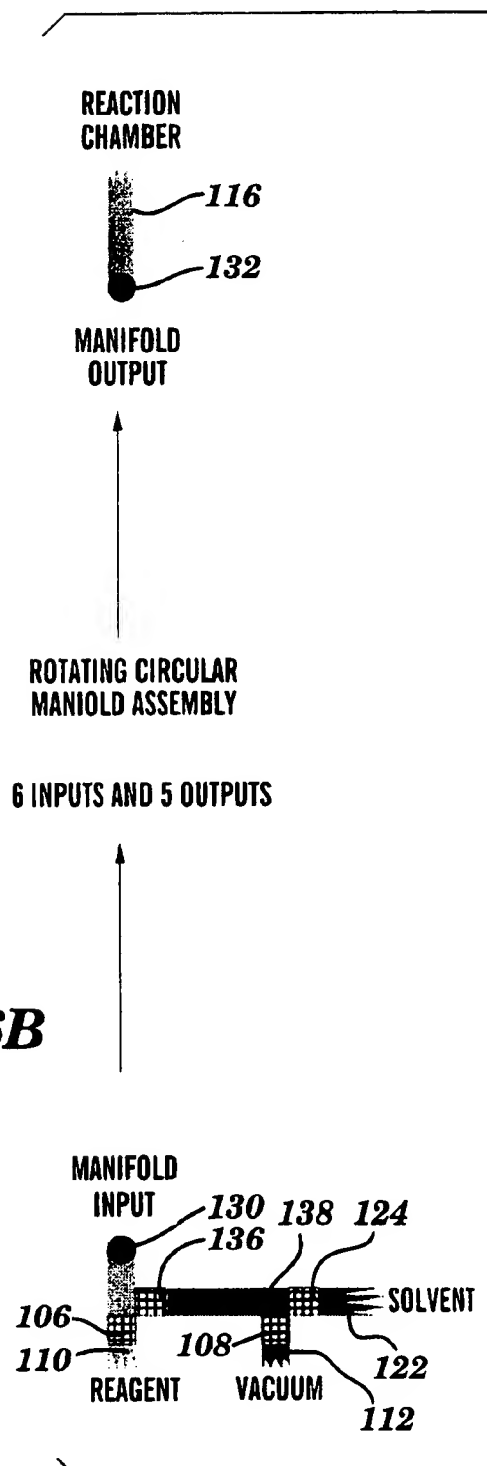 REACTION
CHAMBER
116
132
MANIFOLD
OUTPUT
ROTATING CIRCULAR
MANIOLD ASSEMBLY
6 INPUTS AND 5 OUTPUTS
6B
MANIFOLD
INPUT
130 138 124
136
SOLVENT
106
108
122
110
REAGENT VACUUM
112